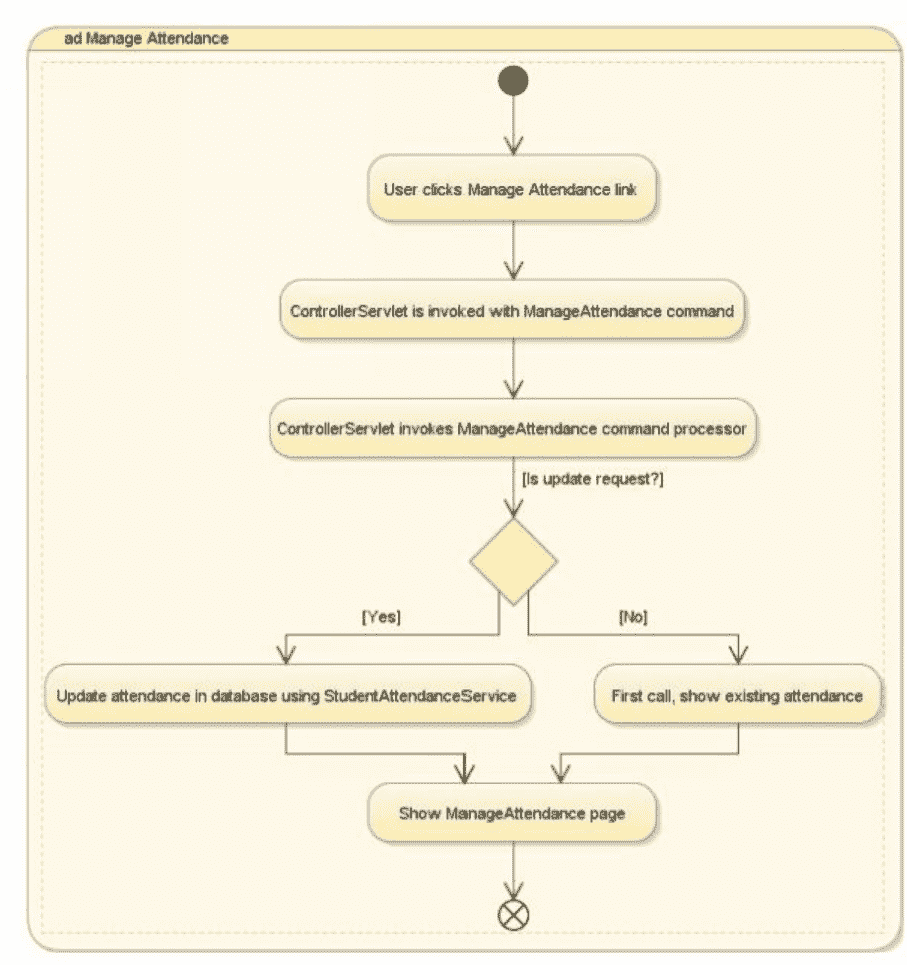 ad Manage Attendance
User clicks Manage Attendance link
ControllerServlet is invoked with ManageAttendance command
ControllerServlet invokes ManageAttendance command processor
[Is update request?]
[Yes]
[No]
Update attendance in database using StudentAttendanceService
First call, show existing attendance
Show ManageAttendance page